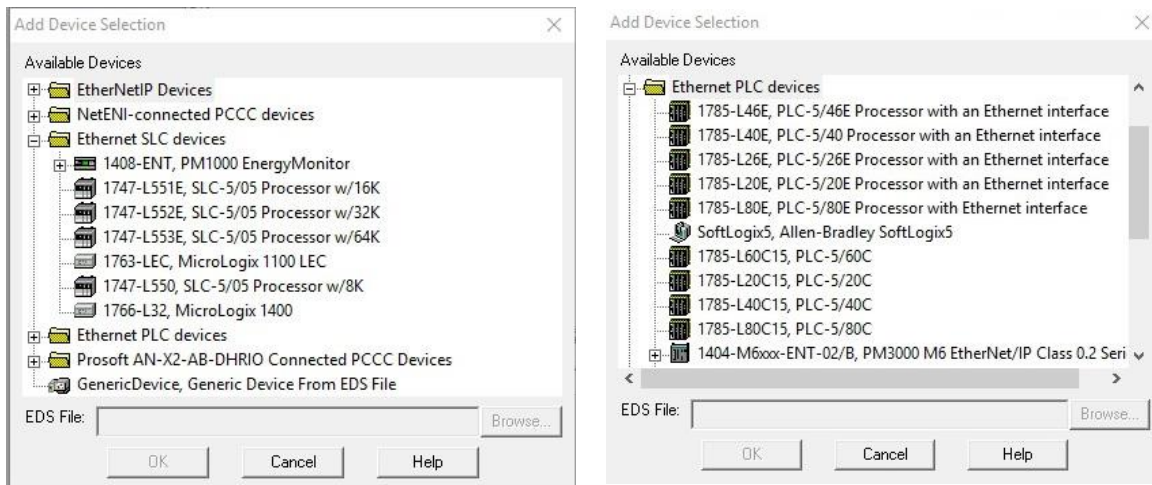 Add Device Selection
Available Devices
EtherNetIP Devices
NetENI-connected PCCC devices
Ethernet SLC devices
1408-ENT, PM1000 EnergyMonitor
1747-L551E, SLC-5/05 Processor w/16K
1747-L552E, SLC-5/05 Processor w/32K
1747-L553E, SLC-5/05 Processor w/64K
1763-LEC, MicroLogix 1100 LEC
1747-L550, SLC-5/05 Processor w/8K
1766-L32, MicroLogix 1400
Ethernet PLC devices
Prosoft AN-X2-AB-DHRIO Connected PCCC Devices
GenericDevice, Generic Device From EDS File
EDS File:
Browse...
OK Cancel Help
Add Device Selection
Available Devices
Ethernet PLC devices
1785-L46E, PLC-5/46E Processor with an Ethernet interface
1785-L40E, PLC-5/40 Processor with an Ethernet interface
1785-L26E, PLC-5/26E Processor with an Ethernet interface
1785-L20E, PLC-5/20E Processor with an Ethernet interface
1785-L80E, PLC-5/80E Processor with Ethernet interface
SoftLogix5, Allen-Bradley SoftLogix5
1785-L60C15, PLC-5/60C
1785-L20C15, PLC-5/20C
1785-L40C15, PLC-5/40C
1785-L80C15, PLC-5/80C
1404-M6xxx-ENT-02/B, PM3000 M6 EtherNet/IP Class 0.2 Seri
EDS File:
Browse...
OK Cancel Help